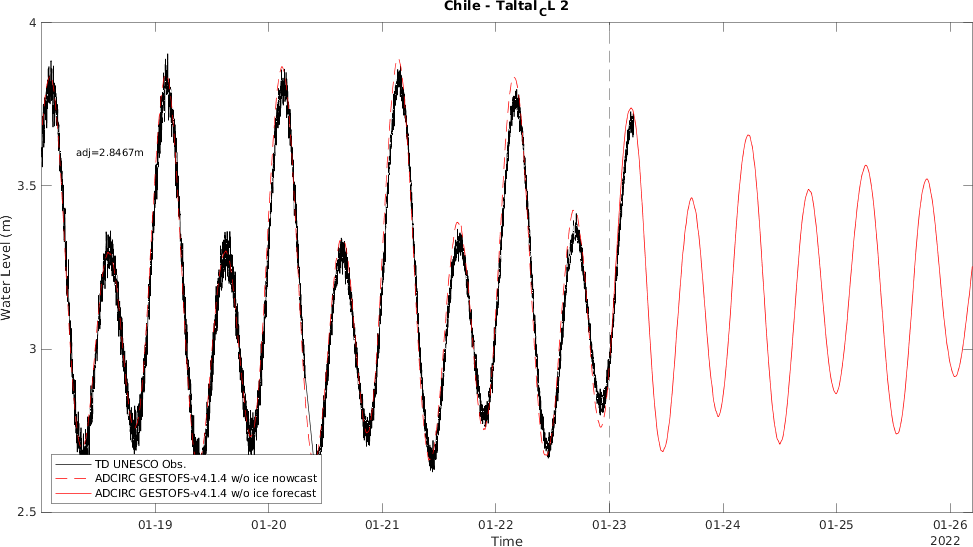 Chile - Taltal_CL 2
4
3.5
3
2.5
Water Level (m)
adj=2.8467m
TD UNESCO Obs.
ADCIRC GESTOFS-v4.1.4 w/o ice nowcast
ADCIRC GESTOFS-v4.1.4 w/o ice forecast
01-19
01-20
01-21
01-22
01-23
01-24
01-25
01-26
Time
2022